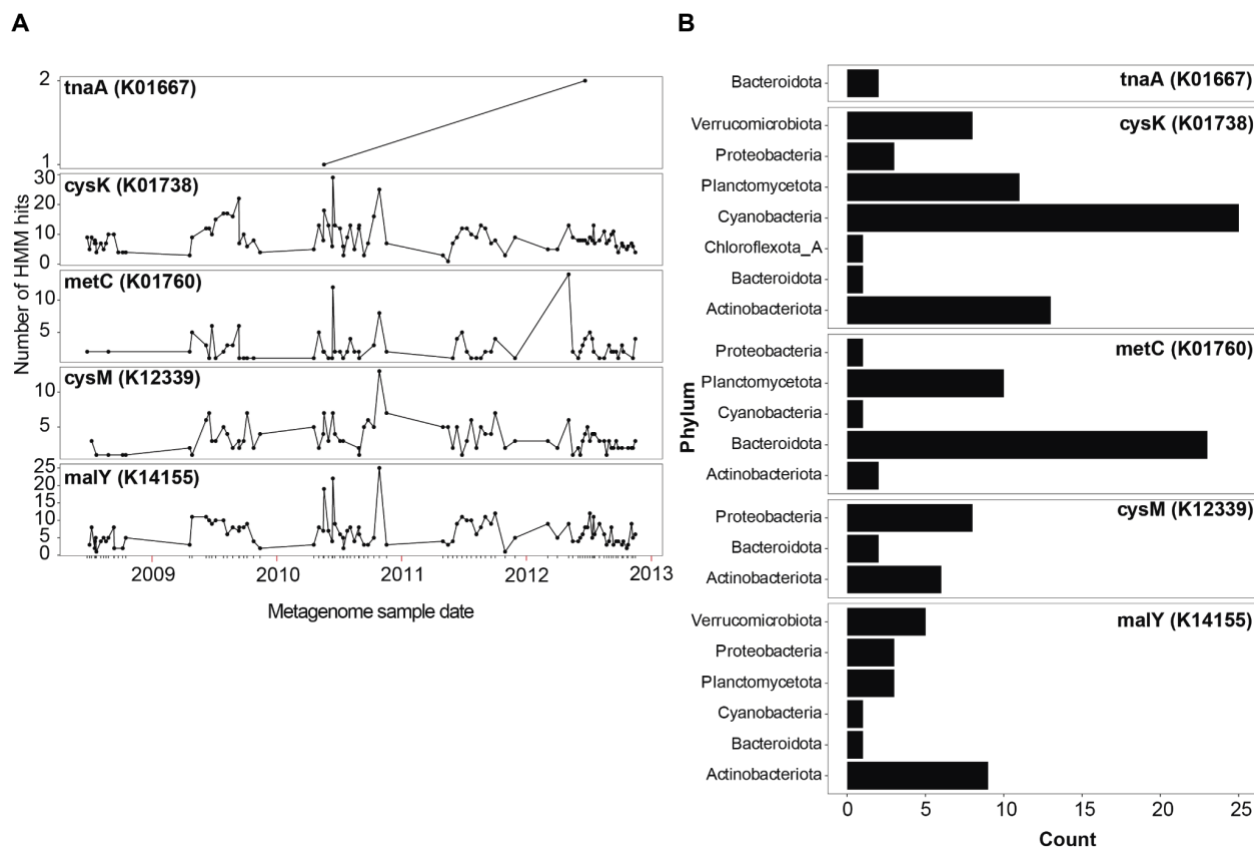 A
Number of HMM hits
tnaA (K01667)
2
1
cysK (K01738)
30
20
10
0
metC (K01760)
10
5
cysM (K12339)
10
5
malY (K14155)
25
20
15
10
5
0
2009 2010 2011 2012 2013
Metagenome sample date
B
Phylum
tnaA (K01667)
Bacteroidota
cysK (K01738)
Verrucomicrobiota
Proteobacteria
Planctomycetota
Cyanobacteria
Chloroflexota_A
Bacteroidota
Actinobacteriota
metC (K01760)
Proteobacteria
Planctomycetota
Cyanobacteria
Bacteroidota
Actinobacteriota
cysM (K12339)
Proteobacteria
Bacteroidota
Actinobacteriota
malY (K14155)
Verrucomicrobiota
Proteobacteria
Planctomycetota
Cyanobacteria
Bacteroidota
Actinobacteriota
0 5 10 15 20 25
Count